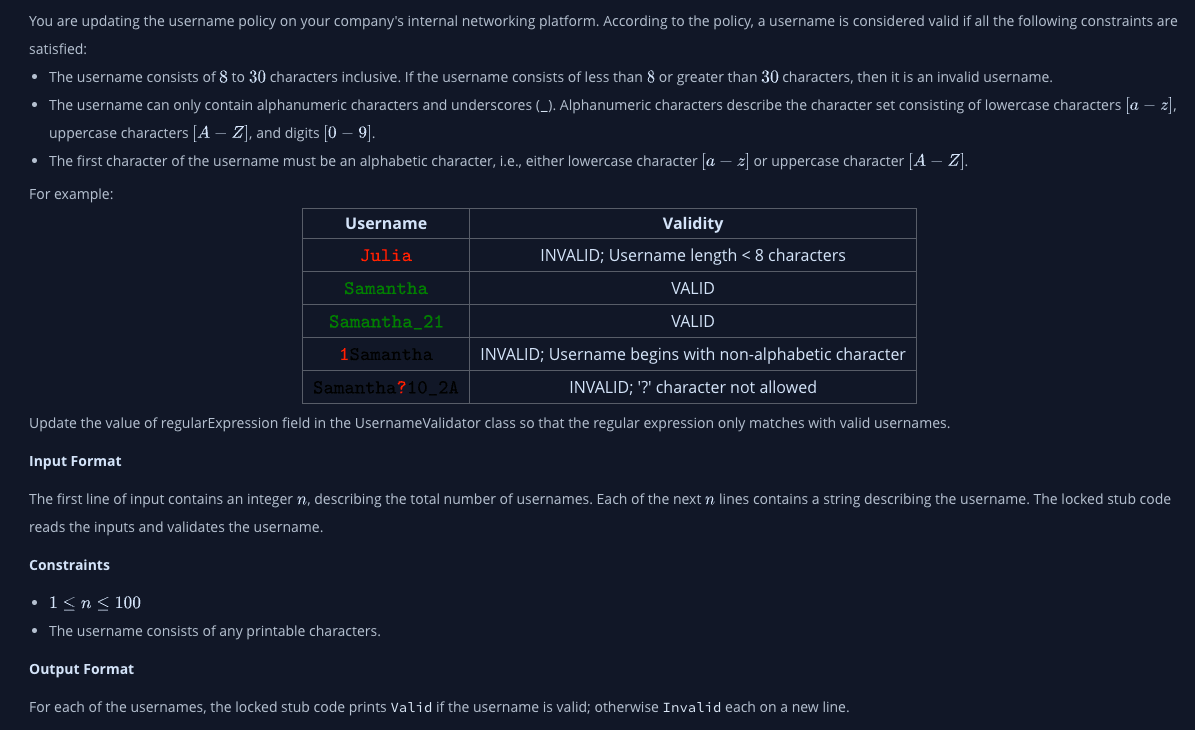 You are updating the username policy on your company's internal networking platform. According to the policy, a username is considered valid if all the following constraints are
satisfied:
• The username consists of 8 to 30 characters inclusive. If the username consists of less than 8 or greater than 30 characters, then it is an invalid username.
• The username can only contain alphanumeric characters and underscores (_). Alphanumeric characters describe the character set consisting of lowercase characters [a − z],
uppercase characters [A − Z], and digits [0 − 9].
• The first character of the username must be an alphabetic character, i.e., either lowercase character [a − z] or uppercase character [A − Z].
For example:
Username Validity
Julia INVALID; Username length < 8 characters
Samantha VALID
Samantha_21 VALID
1Samantha INVALID; Username begins with non-alphabetic character
Samantha?10_2A INVALID; '?' character not allowed
Update the value of regularExpression field in the UsernameValidator class so that the regular expression only matches with valid usernames.
Input Format
The first line of input contains an integer n, describing the total number of usernames. Each of the next n lines contains a string describing the username. The locked stub code
reads the inputs and validates the username.
Constraints
• 1 ≤ n ≤ 100
• The username consists of any printable characters.
Output Format
For each of the usernames, the locked stub code prints Valid if the username is valid; otherwise Invalid each on a new line.